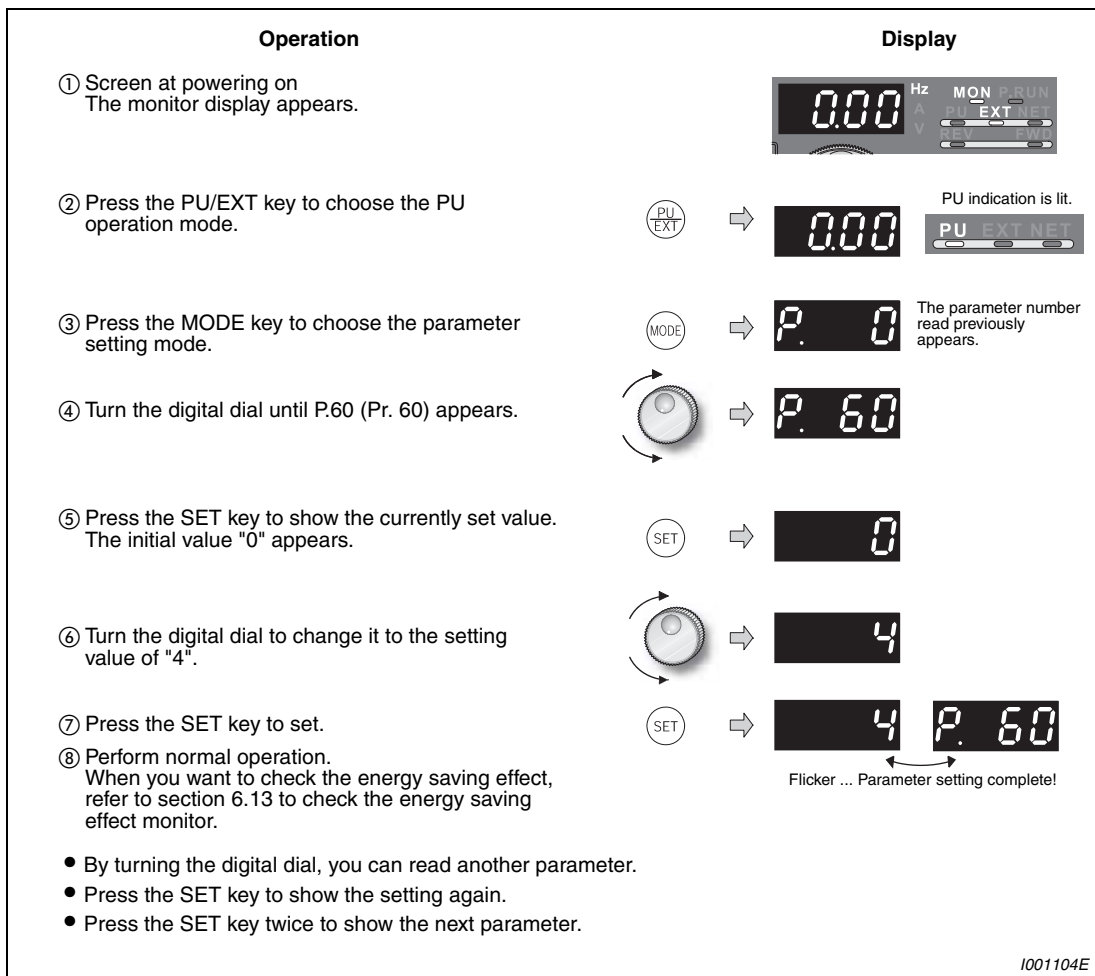 Operation
Display
① Screen at powering on
The monitor display appears.
0.00
Hz
A
V
MON P.RUN
PU EXT NET
REV FWD
② Press the PU/EXT key to choose the PU
operation mode.
PU
EXT
0.00
PU indication is lit.
PU EXT NET
③ Press the MODE key to choose the parameter
setting mode.
MODE
P. 0
The parameter number
read previously
appears.
④ Turn the digital dial until P.60 (Pr. 60) appears.
P. 60
⑤ Press the SET key to show the currently set value.
The initial value "0" appears.
SET
0
⑥ Turn the digital dial to change it to the setting
value of "4".
4
⑦ Press the SET key to set.
SET
4
P. 60
Flicker ... Parameter setting complete!
⑧ Perform normal operation.
When you want to check the energy saving effect,
refer to section 6.13 to check the energy saving
effect monitor.
• By turning the digital dial, you can read another parameter.
• Press the SET key to show the setting again.
• Press the SET key twice to show the next parameter.
I001104E